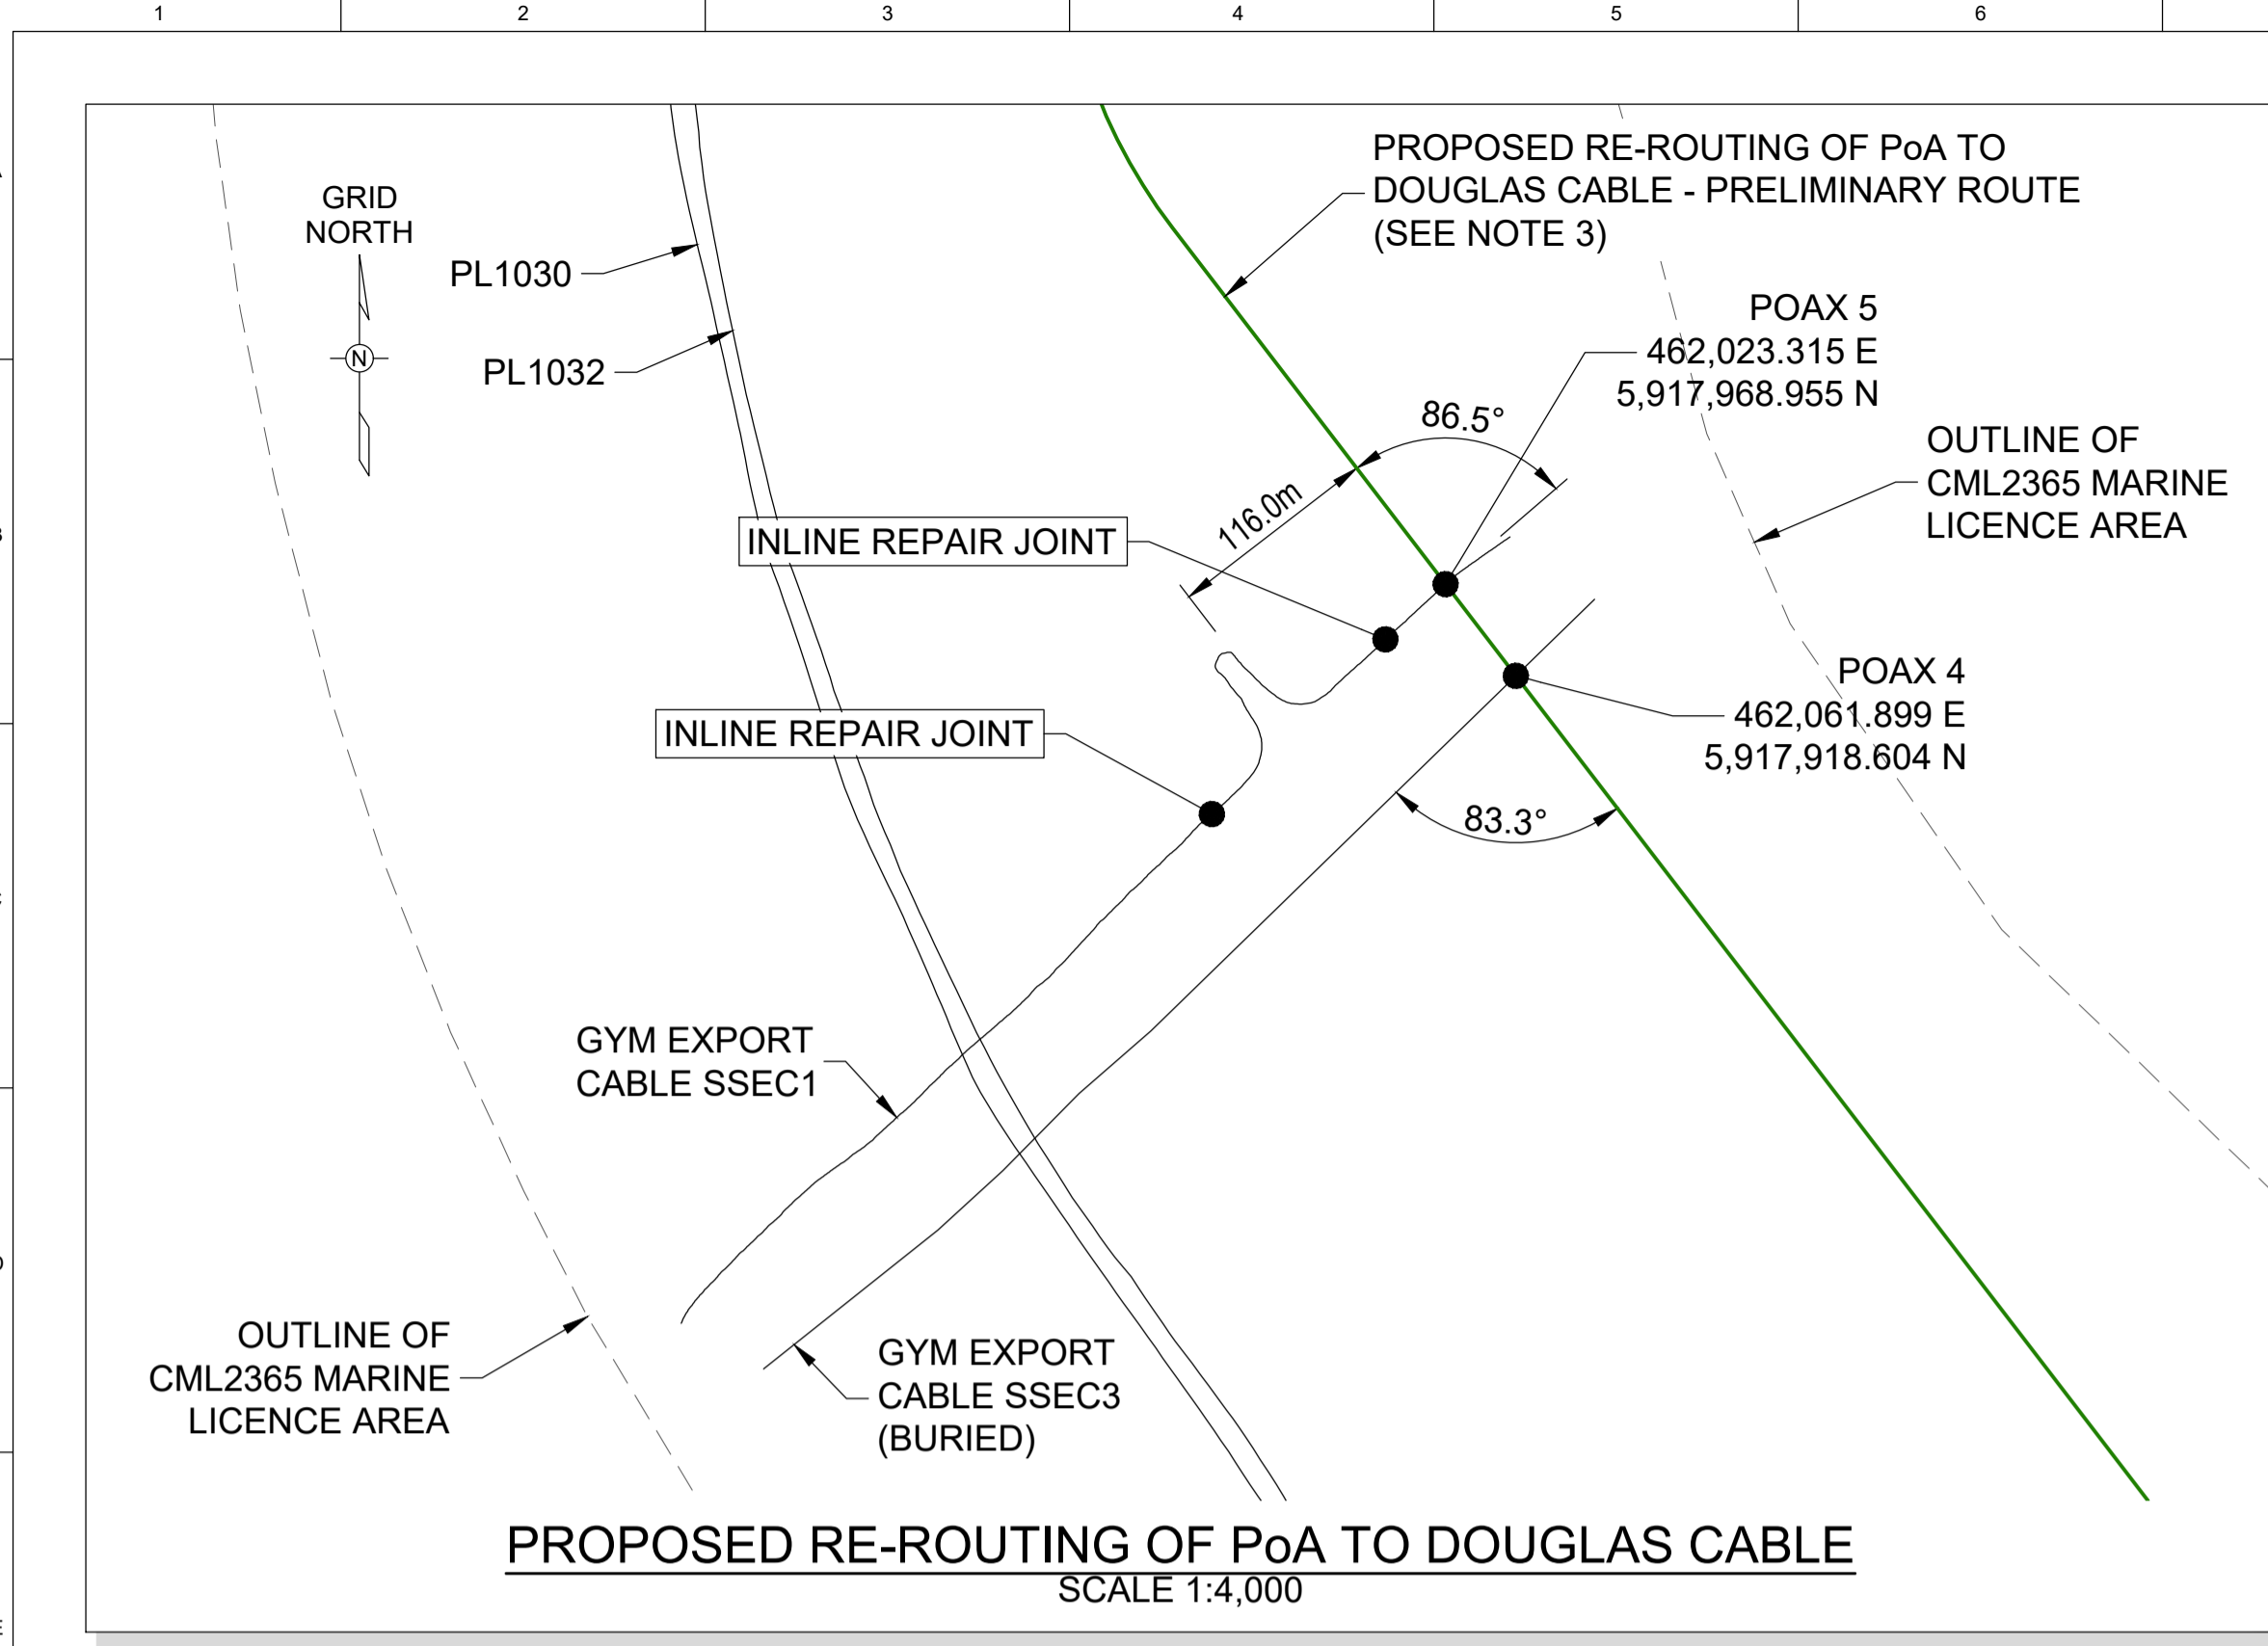 1 2 3 4 5 6
GRID
NORTH
N
PL1030
PL1032
PROPOSED RE-ROUTING OF PoA TO
DOUGLAS CABLE - PRELIMINARY ROUTE
(SEE NOTE 3)
POAX 5
462,023.315 E
5,917,968.955 N
86.5°
116.0m
OUTLINE OF
CML2365 MARINE
LICENCE AREA
INLINE REPAIR JOINT
INLINE REPAIR JOINT
POAX 4
462,061.899 E
5,917,918.604 N
83.3°
GYM EXPORT
CABLE SSEC1
OUTLINE OF
CML2365 MARINE
LICENCE AREA
GYM EXPORT
CABLE SSEC3
(BURIED)
PROPOSED RE-ROUTING OF PoA TO DOUGLAS CABLE
SCALE 1:4,000